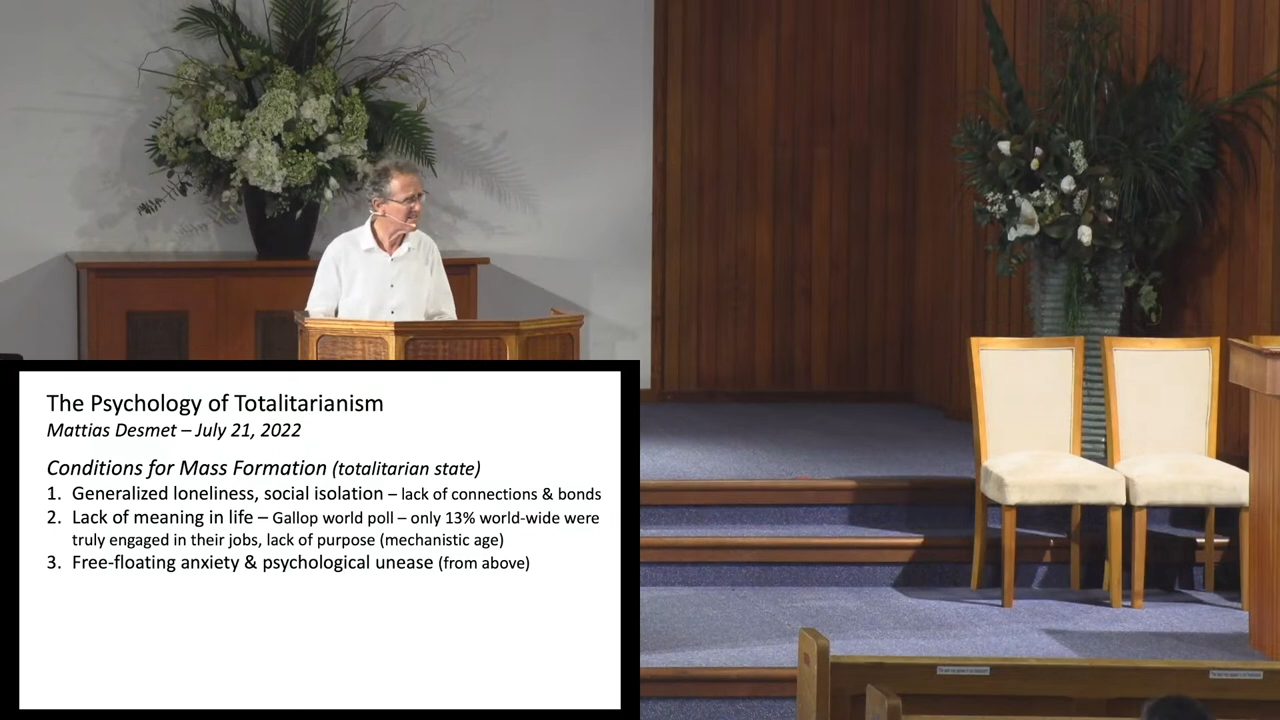 The Psychology of Totalitarianism
Mattias Desmet – July 21, 2022
Conditions for Mass Formation (totalitarian state)
1. Generalized loneliness, social isolation – lack of connections & bonds
2. Lack of meaning in life – Gallop world poll – only 13% world-wide were
truly engaged in their jobs, lack of purpose (mechanistic age)
3. Free-floating anxiety & psychological unease (from above)